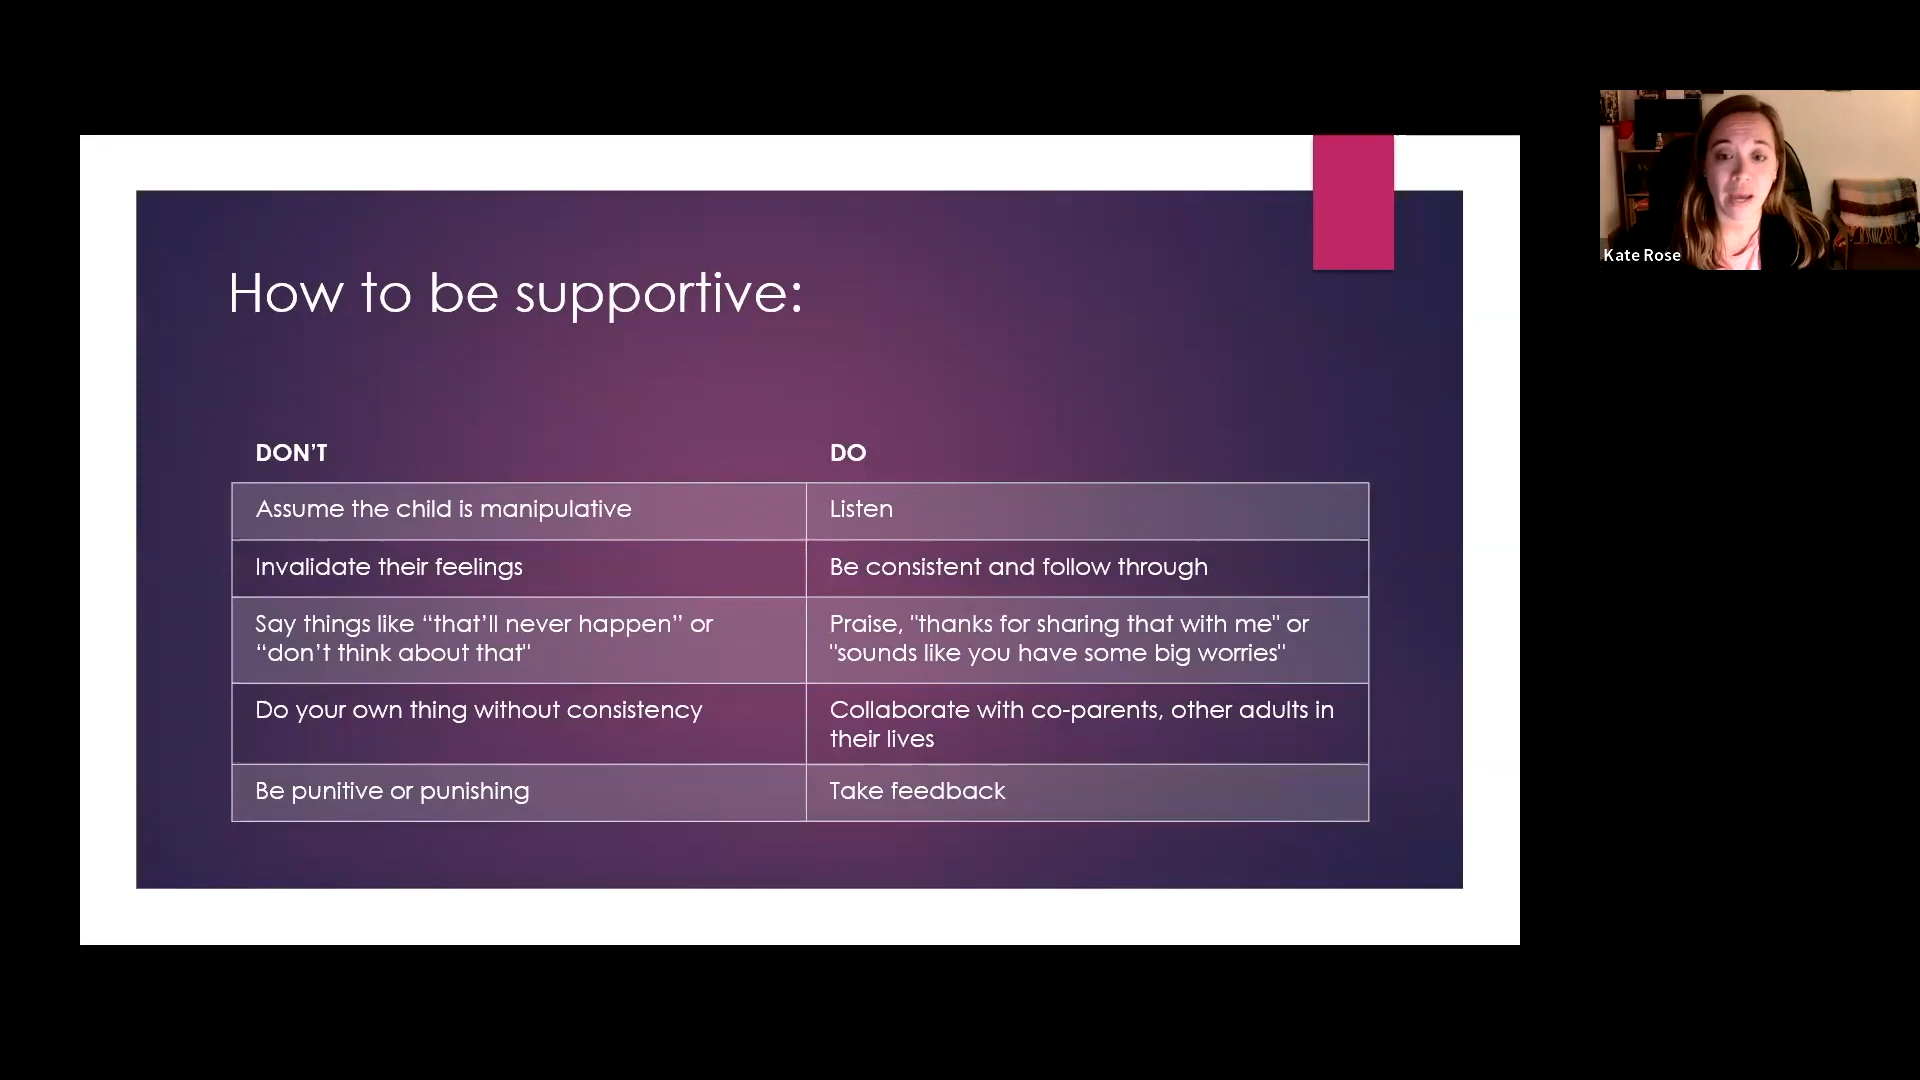 How to be supportive:
DON’T
DO
Assume the child is manipulative
Listen
Invalidate their feelings
Be consistent and follow through
Say things like “that’ll never happen” or
“don’t think about that"
Praise, "thanks for sharing that with me" or
"sounds like you have some big worries"
Do your own thing without consistency
Collaborate with co-parents, other adults in
their lives
Be punitive or punishing
Take feedback
Kate Rose